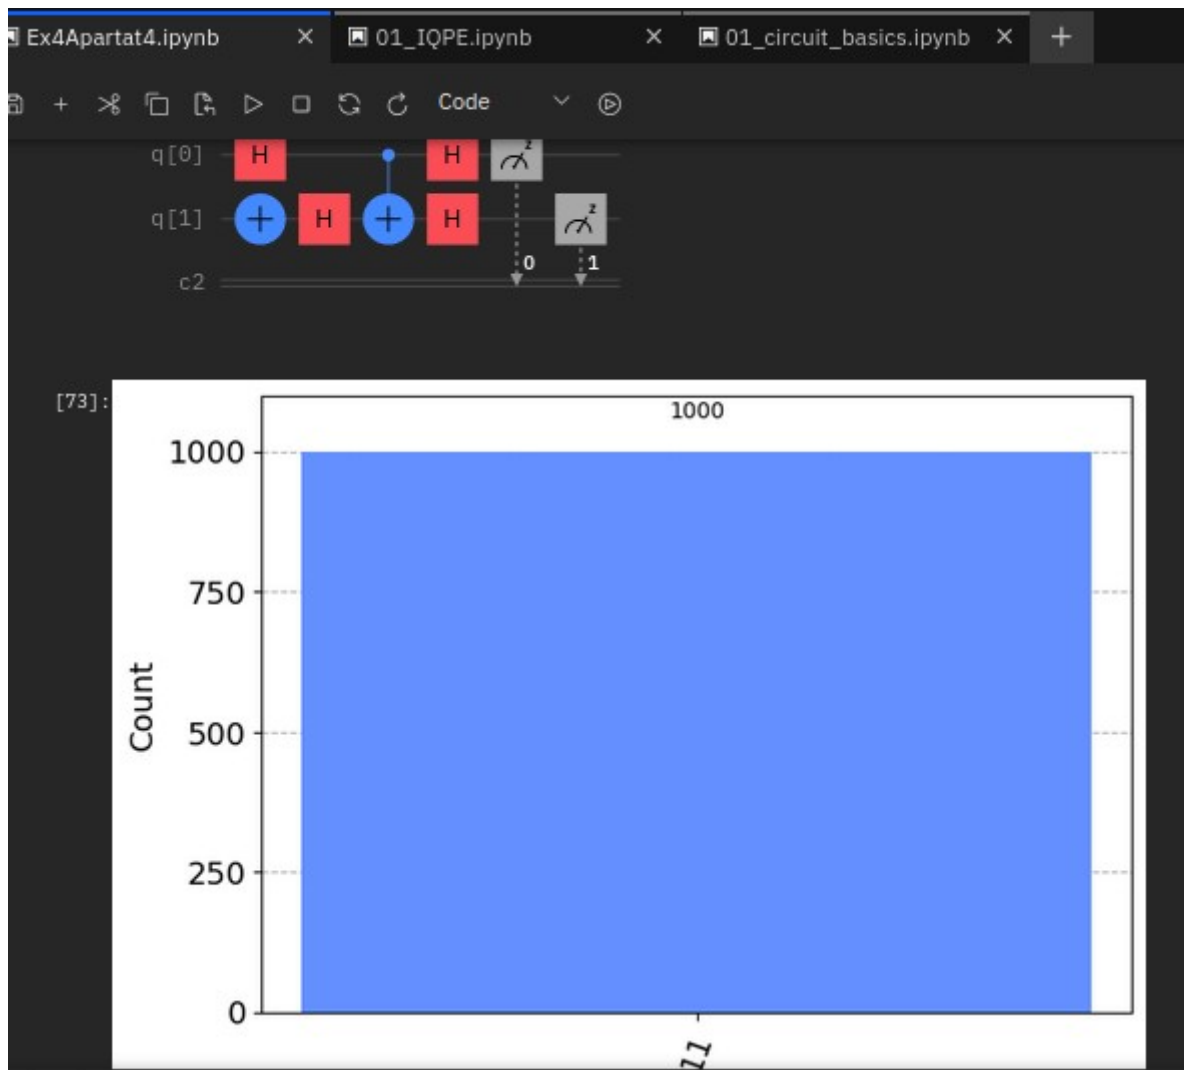 Ex4Apartat4.ipynb 01_IQPE.ipynb 01_circuit_basics.ipynb
Code
q[0] H H z
q[1] + H + H z
0 1
c2
[73]:
1000
1000
750
500
250
0
Count
11